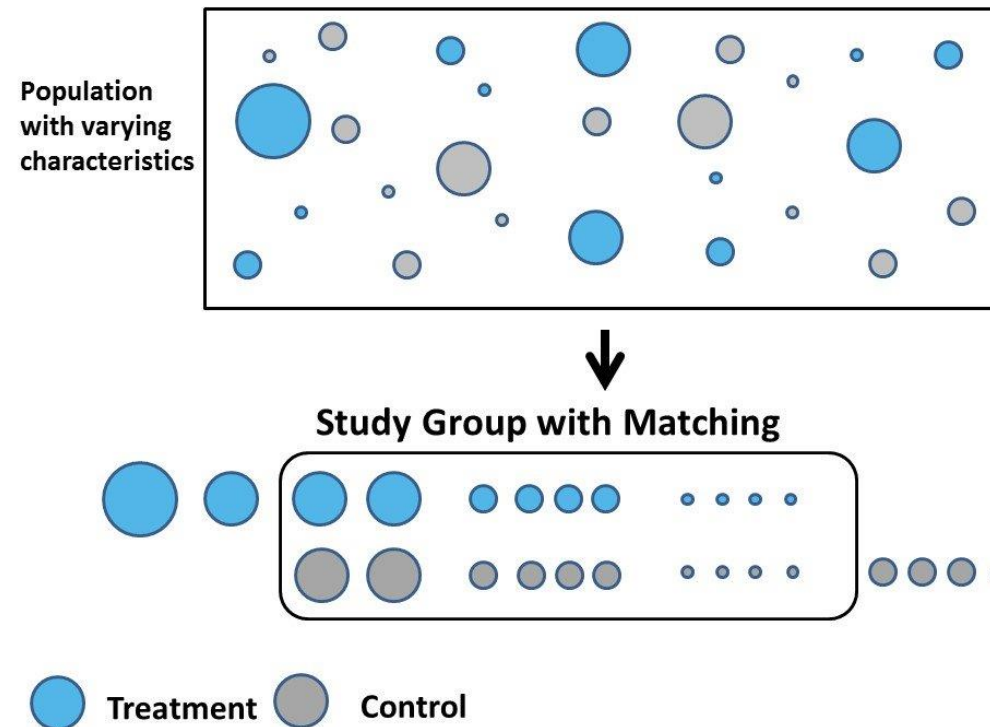 Population
with varying
characteristics
Study Group with Matching
Treatment
Control